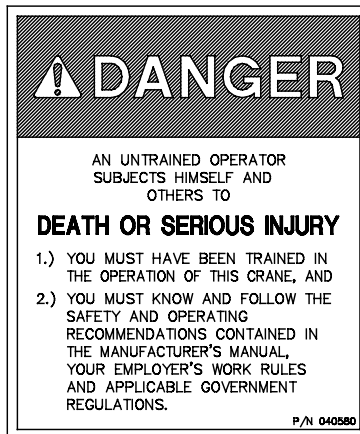 DANGER
AN UNTRAINED OPERATOR
SUBJECTS HIMSELF AND
OTHERS TO
DEATH OR SERIOUS INJURY
1.) YOU MUST HAVE BEEN TRAINED IN
THE OPERATION OF THIS CRANE, AND
2.) YOU MUST KNOW AND FOLLOW THE
SAFETY AND OPERATING
RECOMMENDATIONS CONTAINED IN
THE MANUFACTURER'S MANUAL,
YOUR EMPLOYER'S WORK RULES
AND APPLICABLE GOVERNMENT
REGULATIONS.
P/N 040580